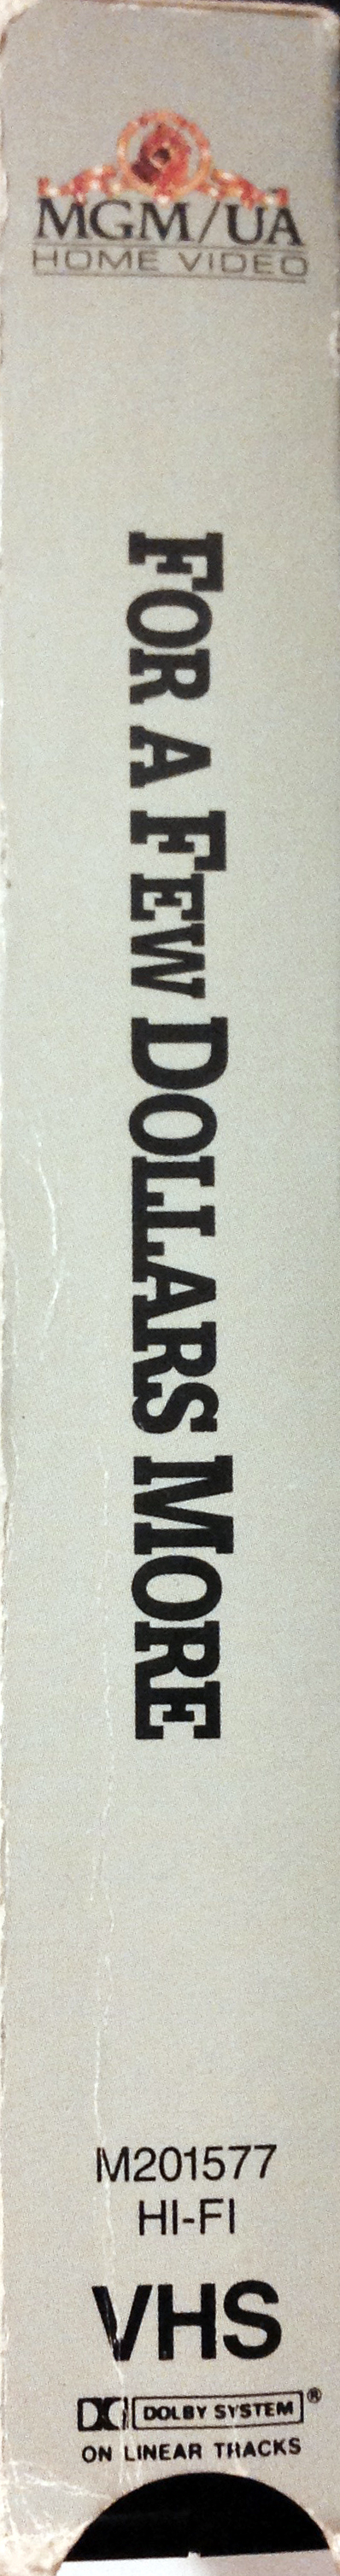 MGM/UA
HOME VIDEO
FOR A FEW DOLLARS MORE
M201577
HI-FI
VHS
DOLBY SYSTEM®
ON LINEAR TRACKS